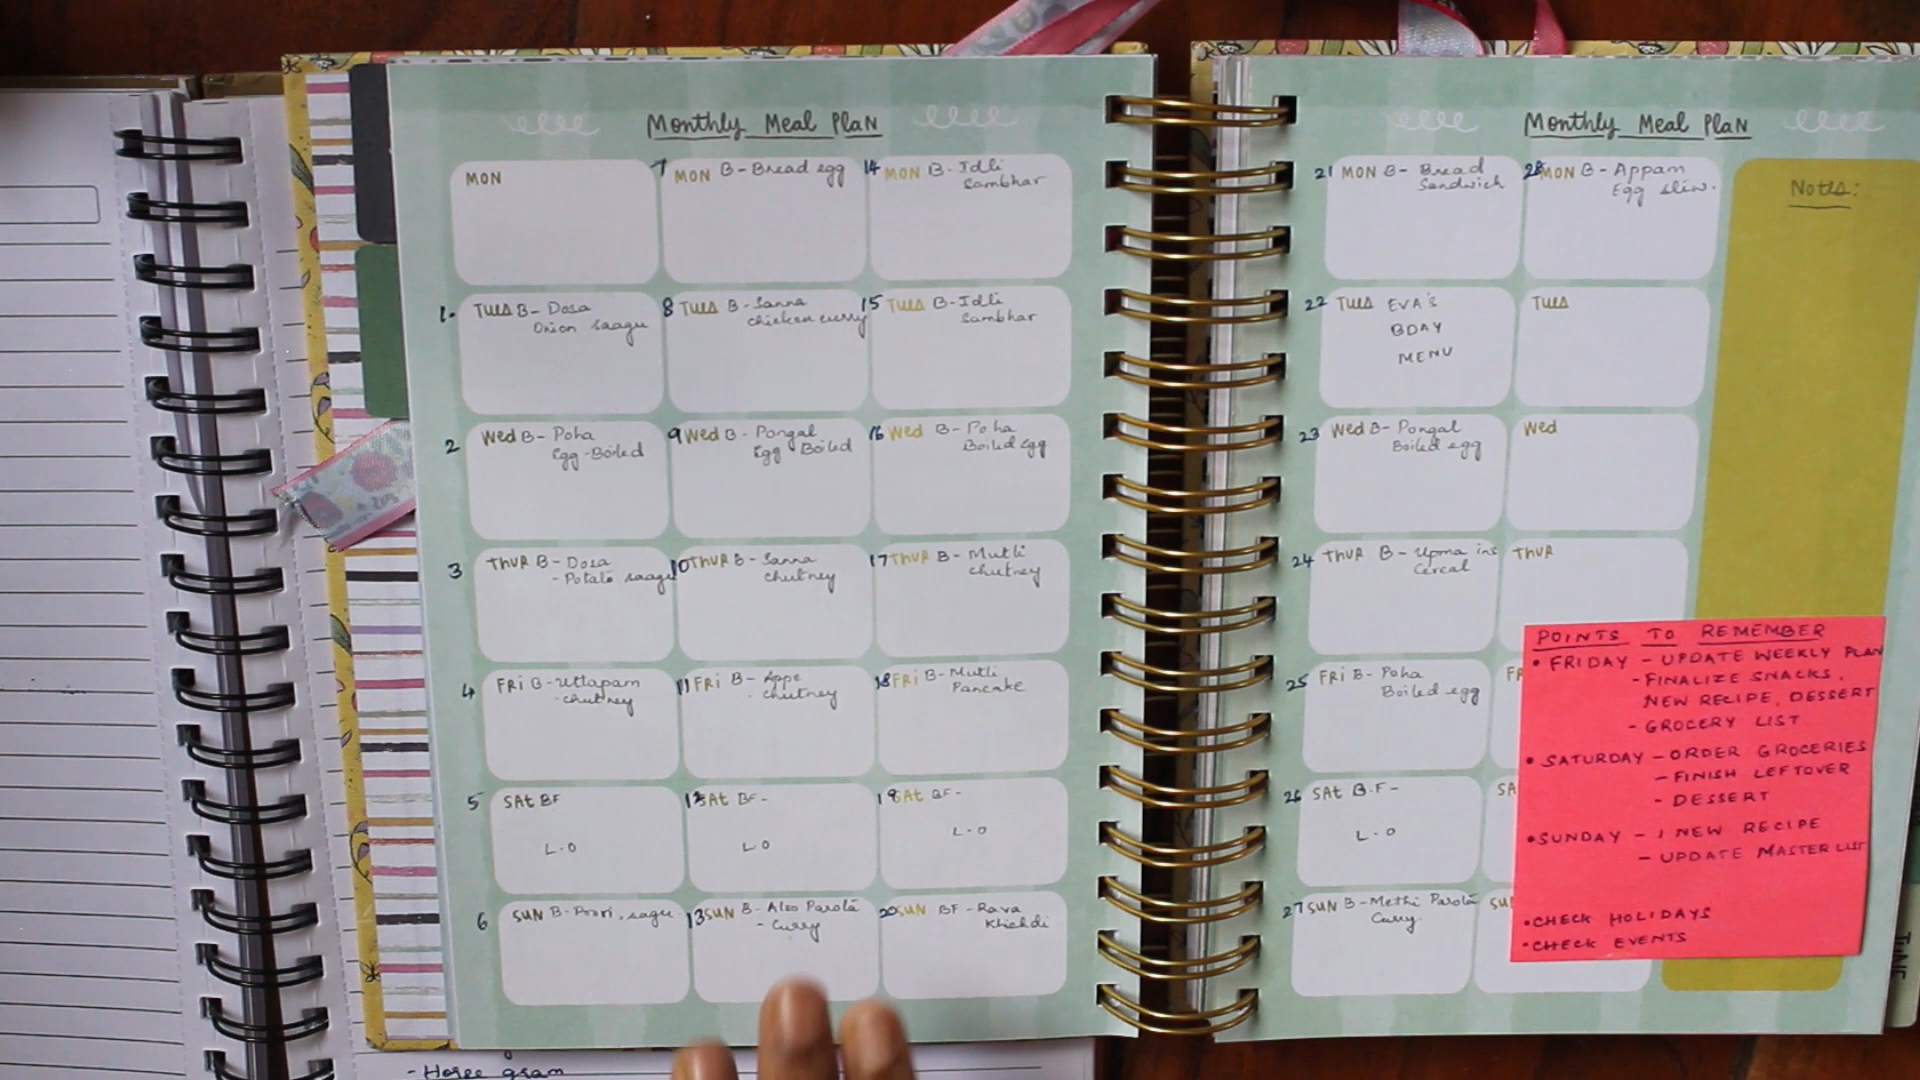 Monthly Meal Plan
MON
7 MON B - Bread egg
14 MON B - Idli
Sambhar
1. TUES B - Dosa
Onion saagu
8 TUES B - Sanna
chicken curry
15 TUES B - Idli
Sambhar
2 Wed B - Poha
Egg - Boiled
9 Wed B - Pongal
Egg Boiled
16 Wed B - Poha
Boiled egg
3 THUR B - Dosa
- Potato saagu
10 THUR B - Sanna
chutney
17 THUR B - Mutli
chutney
4 FRI B - Uttapam
- chutney
11 FRI B - Appe
- chutney
18 FRI B - Mutli
Pancake
5 SAt BF
L.O
12 SAt BF -
L.O
19 SAt BF -
L.O
6 SUN B - Poori, sagu
13 SUN B - Aloo Parota
- Curry
20 SUN BF - Rava
Khichdi
Monthly Meal Plan
21 MON B - Bread
Sandwich
28 MON B - Appam
Egg
Notes:
22 TUES EVA'S
BDAY
MENU
TUES
23 Wed B - Pongal
Boiled egg
Wed
24 THUR B - Upma ins
Cereal
THUR
25 FRI B - Poha
Boiled egg
26 SAt B.F -
L.O
SA
27 SUN B - Methi Parota
Curry
SU
POINTS TO REMEMBER
• FRIDAY - UPDATE WEEKLY PLAN
- FINALIZE SNACKS,
NEW RECIPE, DESSERT
- GROCERY LIST
• SATURDAY - ORDER GROCERIES
- FINISH LEFTOVER
- DESSERT
• SUNDAY - 1 NEW RECIPE
- UPDATE MASTER LIST
• CHECK HOLIDAYS
• CHECK EVENTS
JUNE
- Horse gram